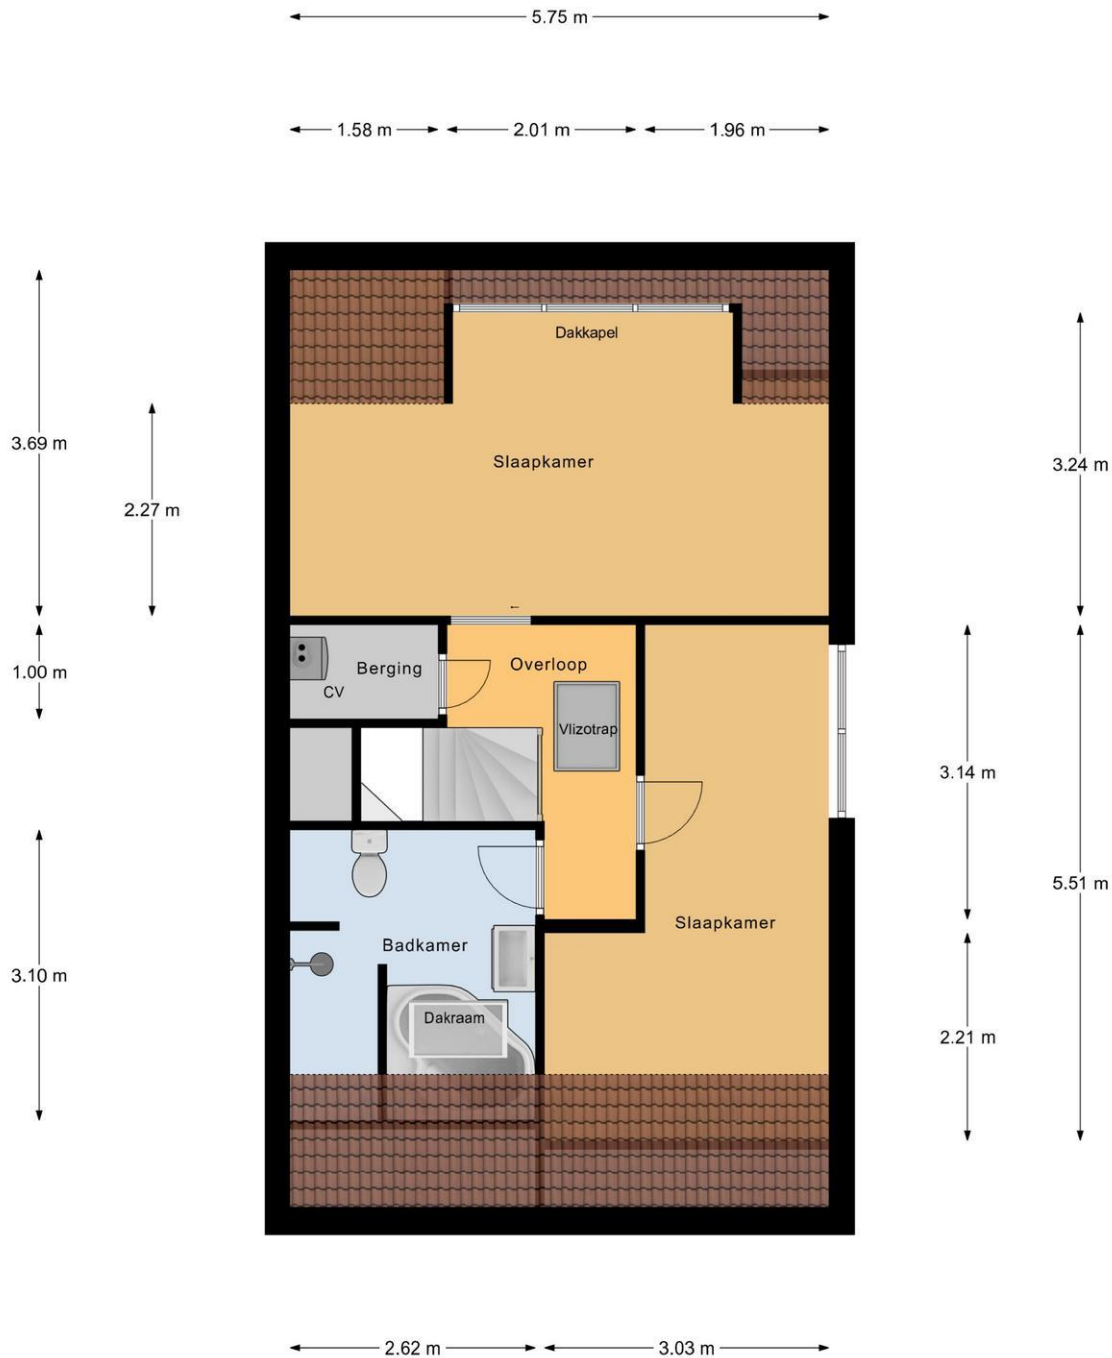 5.75 m
1.58 m
2.01 m
1.96 m
Dakkapel
3.69 m
Slaapkamer
3.24 m
2.27 m
Overloop
Berging
1.00 m
CV
Vlizotrap
3.14 m
5.51 m
Slaapkamer
Badkamer
3.10 m
Dakraam
2.21 m
2.62 m
3.03 m